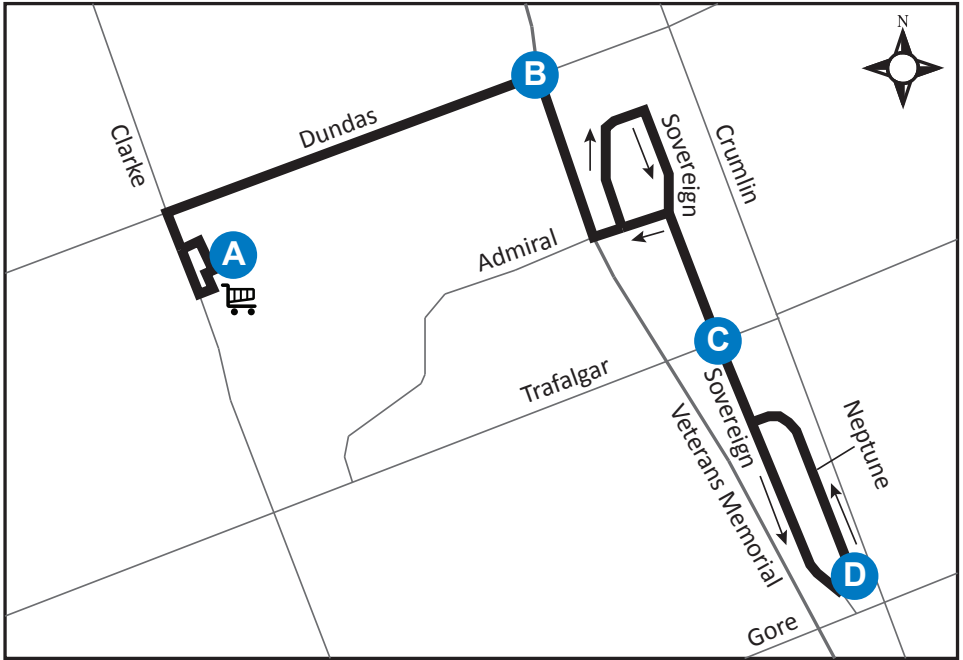 N
B
Dundas
Sovereign
Crumlin
Clarke
A
Admiral
C
Trafalgar
Sovereign
Neptune
Veterans Memorial
D
Gore